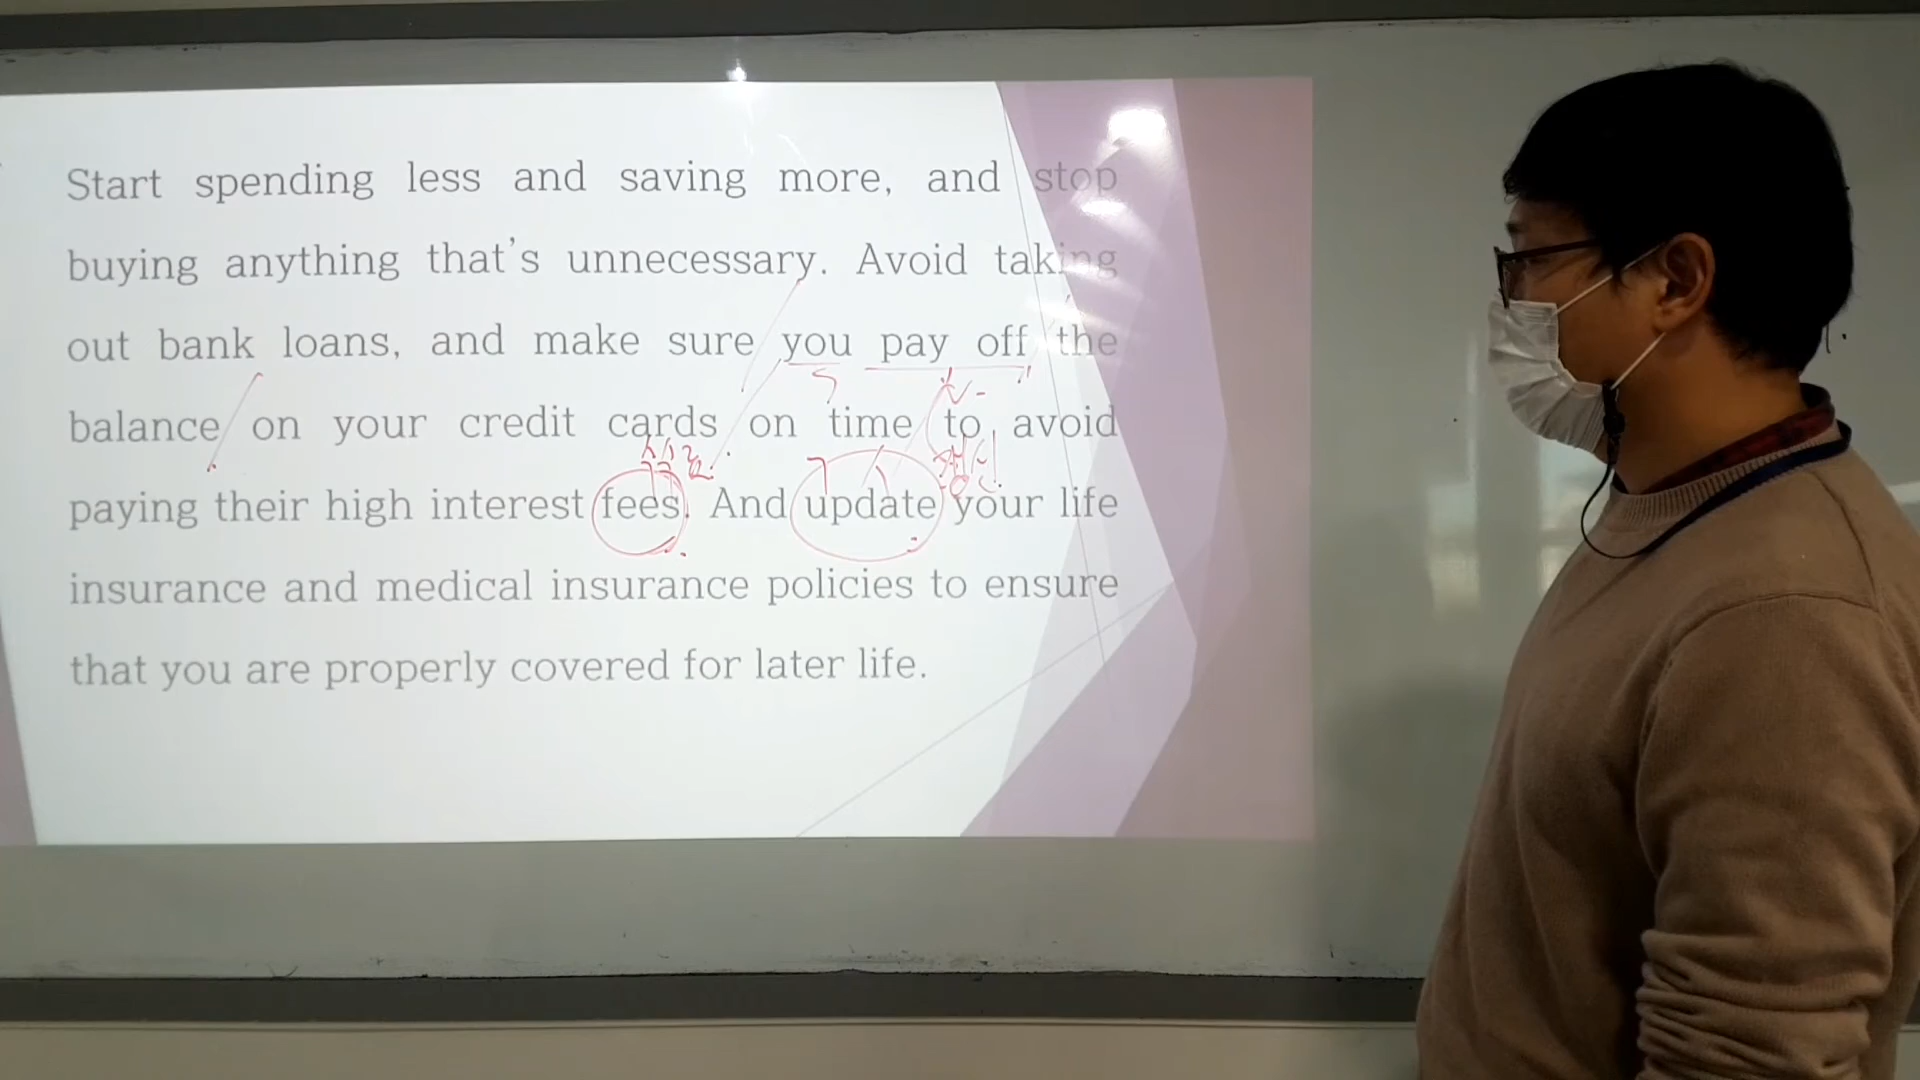 Start spending less and saving more, and stop
buying anything that's unnecessary. Avoid taking
out bank loans, and make sure you pay off the
S
V
balance on your credit cards on time to avoid
paying their high interest fees. And update your life
insurance and medical insurance policies to ensure
that you are properly covered for later life.